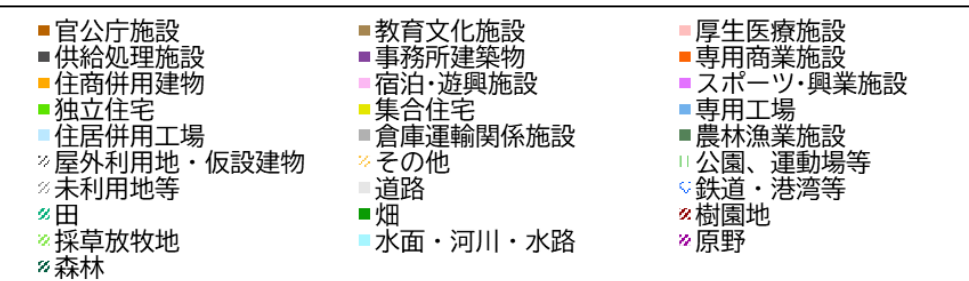 官公庁施設 教育文化施設 厚生医療施設
供給処理施設 事務所建築物 専用商業施設
住商併用建物 宿泊・遊興施設 スポーツ・興業施設
独立住宅 集合住宅 専用工場
住居併用工場 倉庫運輸関係施設 農林漁業施設
屋外利用地・仮設建物 その他 公園、運動場等
未利用地等 道路 鉄道・港湾等
田 畑 樹園地
採草放牧地 水面・河川・水路 原野
森林